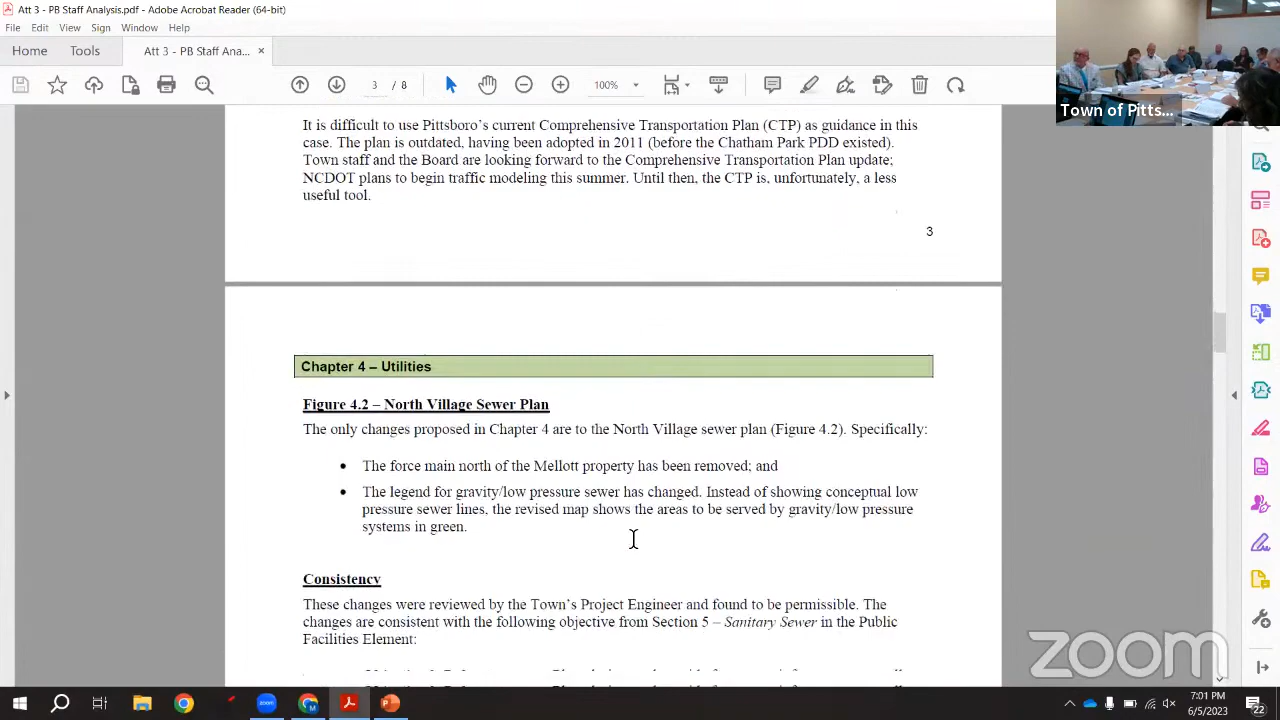 Att 3 - PB Staff Analysis.pdf - Adobe Acrobat Reader (64-bit)
File Edit View Sign Window Help
Home Tools Att 3 - PB Staff Ana... ×
3 / 8 100%
Town of Pitts...
It is difficult to use Pittsboro's current Comprehensive Transportation Plan (CTP) as guidance in this
case. The plan is outdated, having been adopted in 2011 (before the Chatham Park PDD existed).
Town staff and the Board are looking forward to the Comprehensive Transportation Plan update;
NCDOT plans to begin traffic modeling this summer. Until then, the CTP is, unfortunately, a less
useful tool.
3
Chapter 4 – Utilities
Figure 4.2 – North Village Sewer Plan
The only changes proposed in Chapter 4 are to the North Village sewer plan (Figure 4.2). Specifically:
• The force main north of the Mellott property has been removed; and
• The legend for gravity/low pressure sewer has changed. Instead of showing conceptual low
pressure sewer lines, the revised map shows the areas to be served by gravity/low pressure
systems in green.
Consistency
These changes were reviewed by the Town's Project Engineer and found to be permissible. The
changes are consistent with the following objective from Section 5 – Sanitary Sewer in the Public
Facilities Element:
zoom
7:01 PM
6/5/2023
22